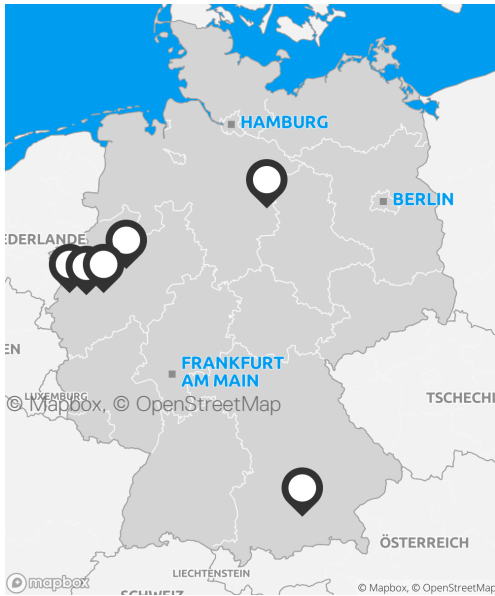 HAMBURG
BERLIN
EDERLANDE
EN
FRANKFURT
AM MAIN
LUXEMBURG
© Mapbox, © OpenStreetMap
TSCHECHI
ÖSTERREICH
LIECHTENSTEIN
SCHWEIZ
mapbox
© Mapbox, © OpenStreetMap